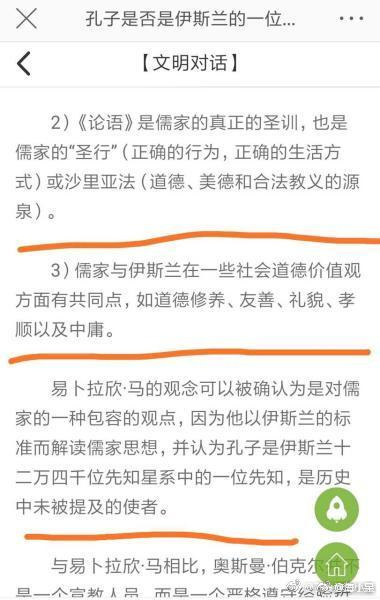 孔子是否是伊斯兰的一位...
【文明对话】
2）《论语》是儒家的真正的圣训，也是
儒家的“圣行”（正确的行为，正确的生活方
式）或沙里亚法（道德、美德和合法教义的源
泉）。
3）儒家与伊斯兰在一些社会道德价值观
方面有共同点，如道德修养、友善、礼貌、孝
顺以及中庸。
易卜拉欣·马的观念可以被确认为是对儒
家的一种包容的观点，因为他以伊斯兰的标
准而解读儒家思想，并认为孔子是伊斯兰十
二万四千位先知星系中的一位先知，是历史
中未被提及的使者。
与易卜拉欣·马相比，奥斯曼·伯克尔
不
是一个宣教人员，而是一个严格遵守